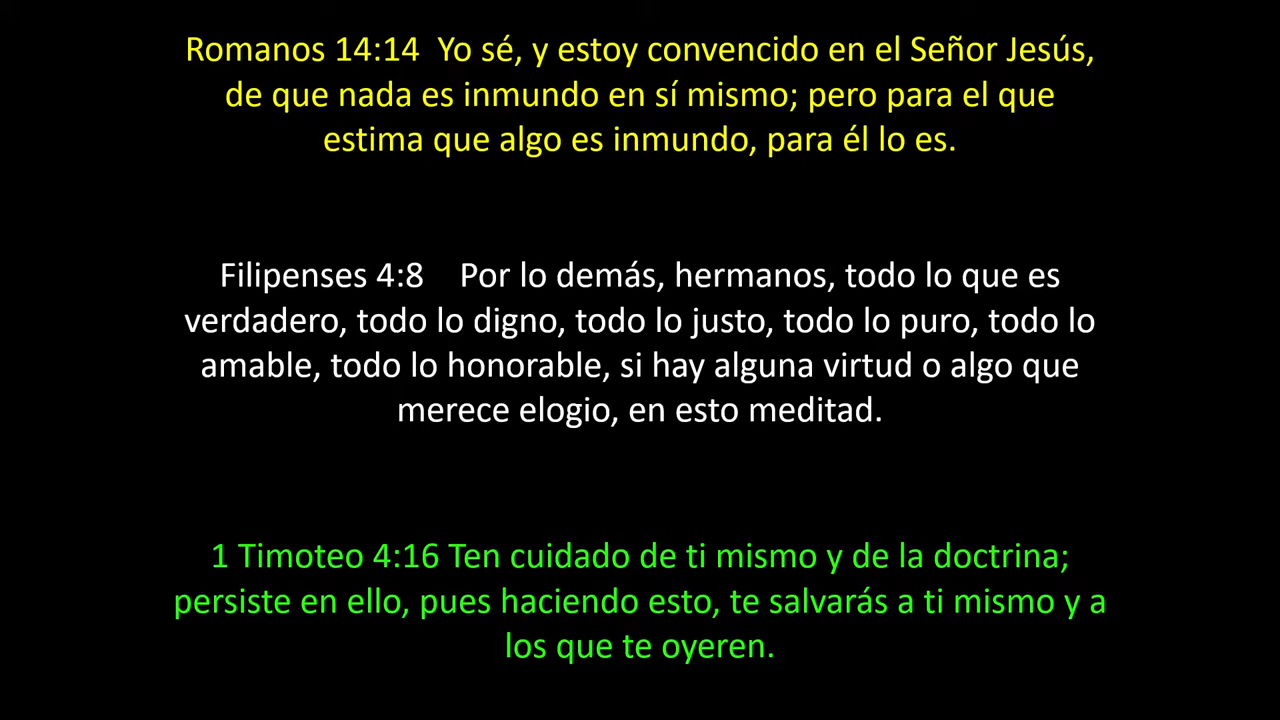 Romanos 14:14 Yo sé, y estoy convencido en el Señor Jesús,
de que nada es inmundo en sí mismo; pero para el que
estima que algo es inmundo, para él lo es.
Filipenses 4:8 Por lo demás, hermanos, todo lo que es
verdadero, todo lo digno, todo lo justo, todo lo puro, todo lo
amable, todo lo honorable, si hay alguna virtud o algo que
merece elogio, en esto meditad.
1 Timoteo 4:16 Ten cuidado de ti mismo y de la doctrina;
persiste en ello, pues haciendo esto, te salvarás a ti mismo y a
los que te oyeren.